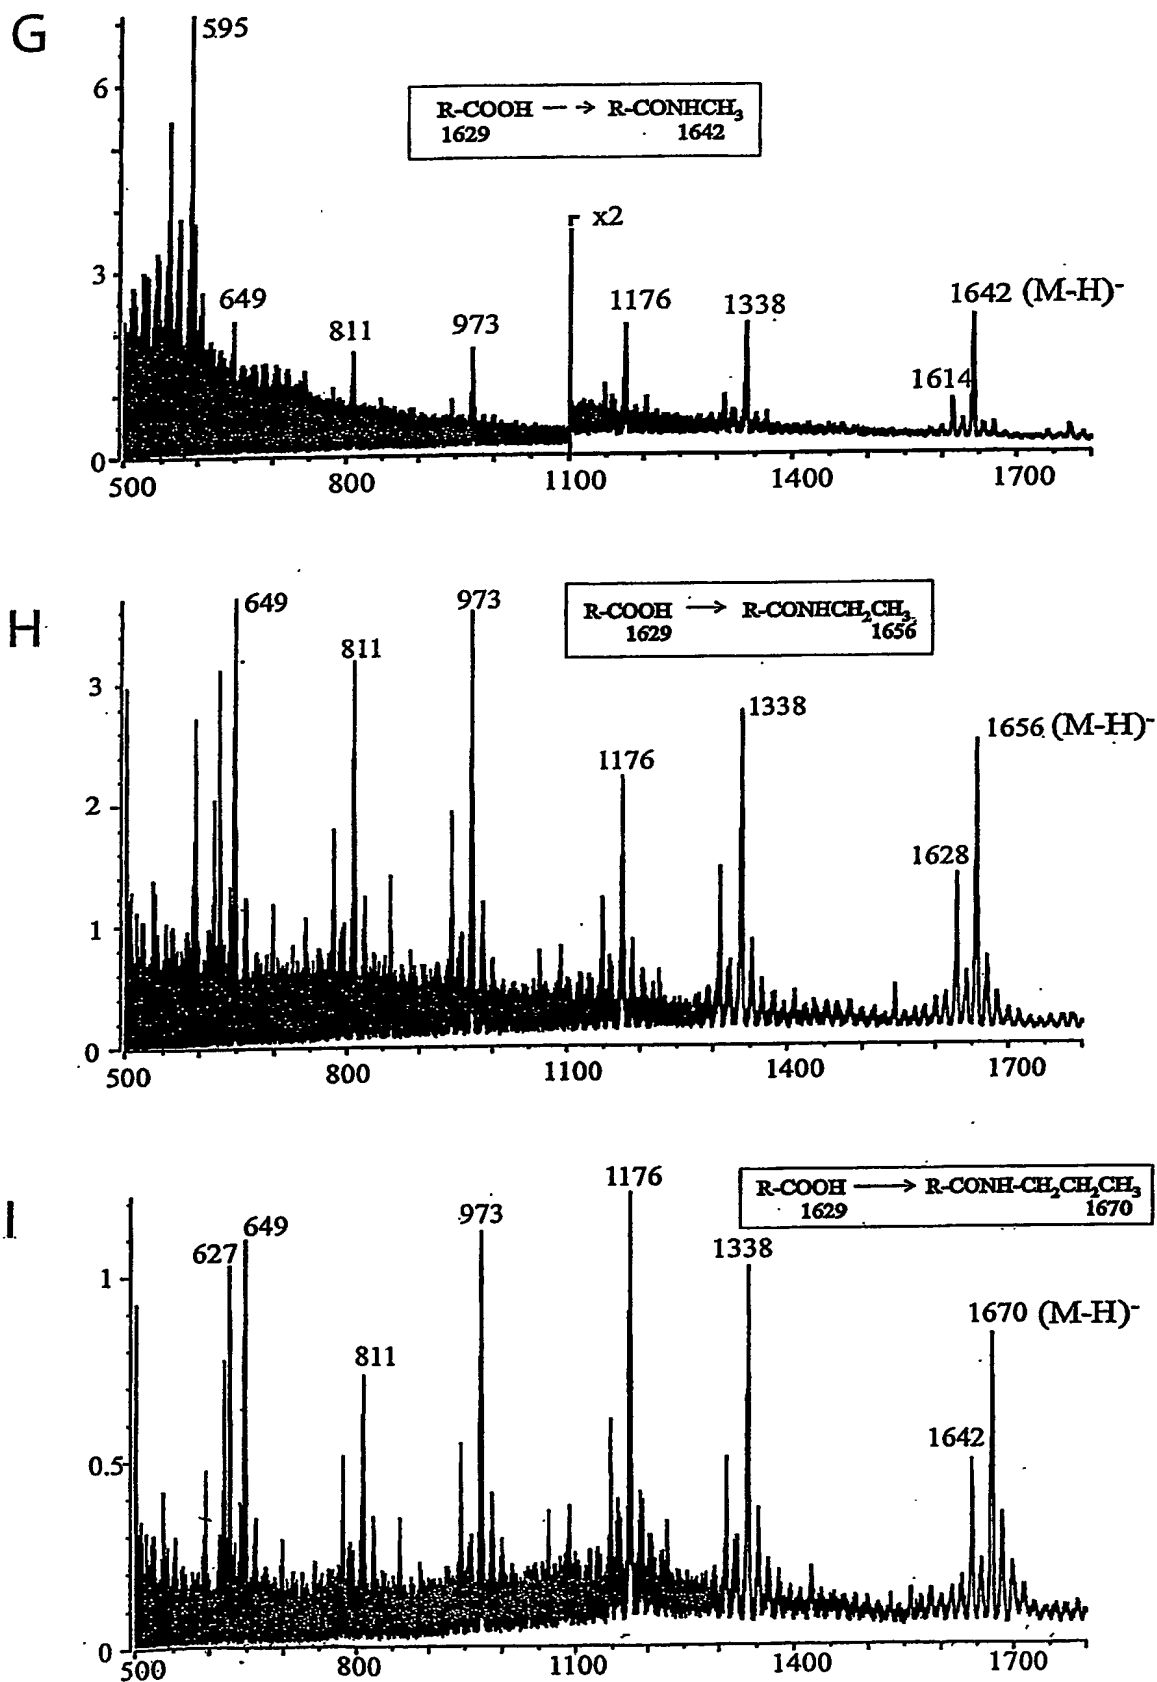 G
595
6
R-COOH --→ R-CONHCH₃
1629 1642
x2
3
649
811
973
1176
1338
1642 (M-H)⁻
1614
0
500 800 1100 1400 1700
H
649
973
811
R-COOH → R-CONHCH₂CH₃
1629 1656
3
1338
1656 (M-H)⁻
1176
2
1628
1
0
500 800 1100 1400 1700
I
1176
R-COOH → R-CONH-CH₂CH₂CH₃
1629 1670
973
649
627
1338
1
1670 (M-H)⁻
811
1642
0.5
0
500 800 1100 1400 1700